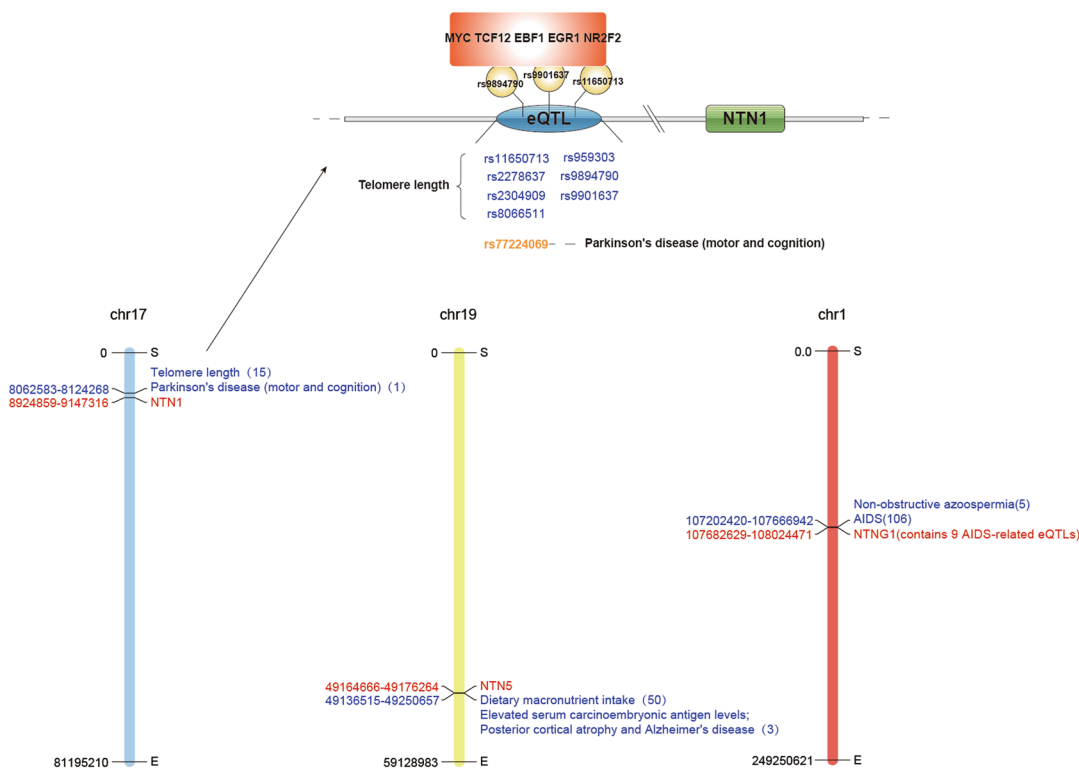 MYC TCF12 EBF1 EGR1 NR2F2
rs9894790 rs9901637 rs11650713
eQTL NTN1
rs11650713 rs959303
Telomere length rs2278637 rs9894790
rs2304909 rs9901637
rs8066511
rs77224069 Parkinson's disease (motor and cognition)
chr17 chr19 chr1
0 S 0 S 0.0 S
Telomere length（15）
8062583-8124268 Parkinson's disease (motor and cognition)（1）
8924859-9147316 NTN1
Non-obstructive azoospermia(5)
107202420-107666942 AIDS(106)
107682629-108024471 NTNG1(contains 9 AIDS-related eQTLs)
49164666-49176264 NTN5
49136515-49250657 Dietary macronutrient intake（50）
Elevated serum carcinoembryonic antigen levels;
Posterior cortical atrophy and Alzheimer's disease（3）
81195210 E 59128983 E 249250621 E